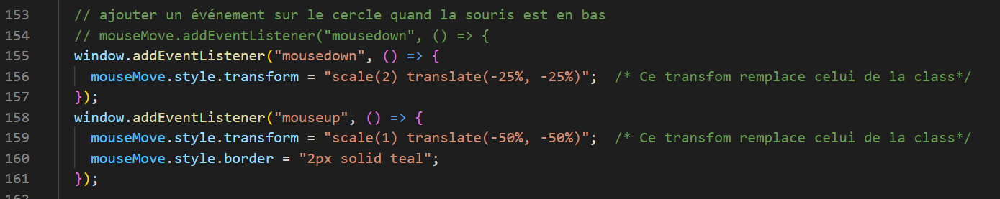 153 // ajouter un événement sur le cercle quand la souris est en bas
154 // mouseMove.addEventListener("mousedown", () => {
155 window.addEventListener("mousedown", () => {
156 mouseMove.style.transform = "scale(2) translate(-25%, -25%)"; /* Ce transfom remplace celui de la class*/
157 });
158 window.addEventListener("mouseup", () => {
159 mouseMove.style.transform = "scale(1) translate(-50%, -50%)"; /* Ce transfom remplace celui de la class*/
160 mouseMove.style.border = "2px solid teal";
161 });